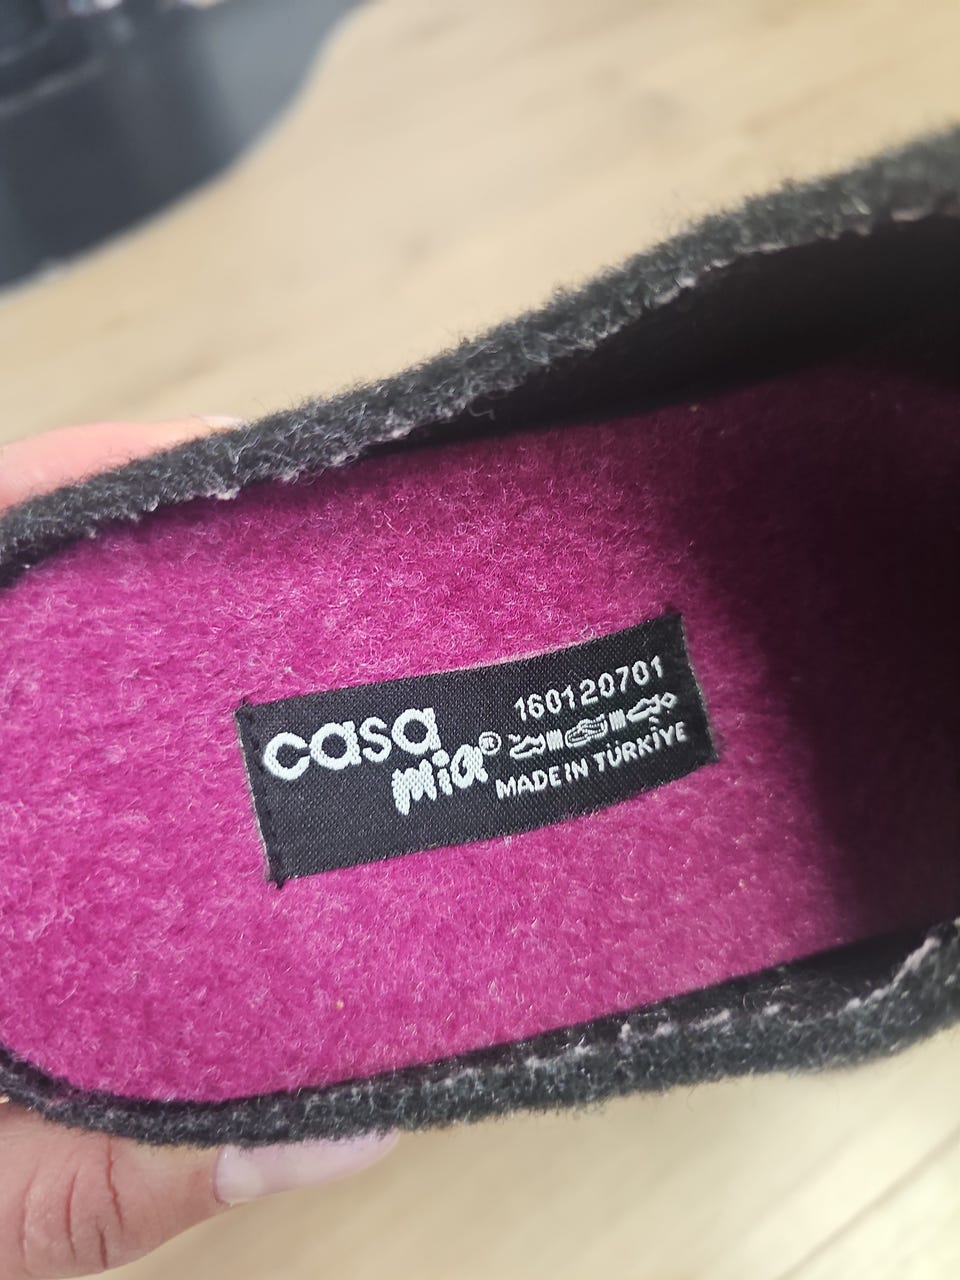 casa
mia®
160120701
MADE IN TÜRKİYE